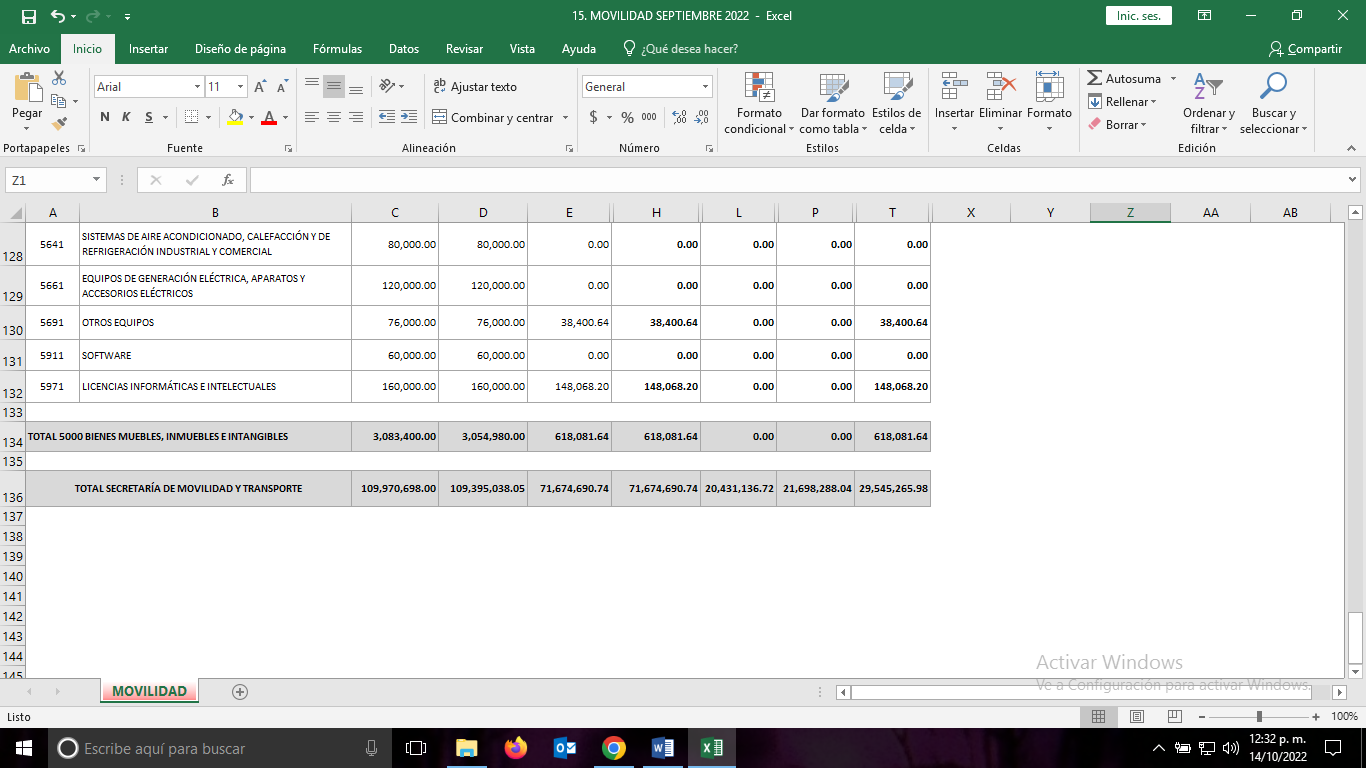 15. MOVILIDAD SEPTIEMBRE 2022 - Excel
Inic. ses.
Archivo Inicio Insertar Diseño de página Fórmulas Datos Revisar Vista Ayuda ¿Qué desea hacer? Compartir
Pegar
Arial 11
N K S
Ajustar texto
Combinar y centrar
General
$ % 000
Formato condicional
Dar formato como tabla
Estilos de celda
Insertar Eliminar Formato
Autosuma
Rellenar
Borrar
Ordenar y filtrar
Buscar y seleccionar
Portapapeles Fuente Alineación Número Estilos Celdas Edición
Z1 fx
A B C D E H L P T X Y Z AA AB
128 5641 SISTEMAS DE AIRE ACONDICIONADO, CALEFACCIÓN Y DE 80,000.00 80,000.00 0.00 0.00 0.00 0.00 0.00
REFRIGERACIÓN INDUSTRIAL Y COMERCIAL
129 5661 EQUIPOS DE GENERACIÓN ELÉCTRICA, APARATOS Y 120,000.00 120,000.00 0.00 0.00 0.00 0.00 0.00
ACCESORIOS ELÉCTRICOS
130 5691 OTROS EQUIPOS 76,000.00 76,000.00 38,400.64 38,400.64 0.00 0.00 38,400.64
131 5911 SOFTWARE 60,000.00 60,000.00 0.00 0.00 0.00 0.00 0.00
132 5971 LICENCIAS INFORMÁTICAS E INTELECTUALES 160,000.00 160,000.00 148,068.20 148,068.20 0.00 0.00 148,068.20
133
134 TOTAL 5000 BIENES MUEBLES, INMUEBLES E INTANGIBLES 3,083,400.00 3,054,980.00 618,081.64 618,081.64 0.00 0.00 618,081.64
135
136 TOTAL SECRETARÍA DE MOVILIDAD Y TRANSPORTE 109,970,698.00 109,395,038.05 71,674,690.74 71,674,690.74 20,431,136.72 21,698,288.04 29,545,265.98
137
138
139
140
141
142
143
144
145
Activar Windows
Ve a Configuración para activar Windows.
MOVILIDAD
Listo
100%
Escribe aquí para buscar
12:32 p. m.
14/10/2022